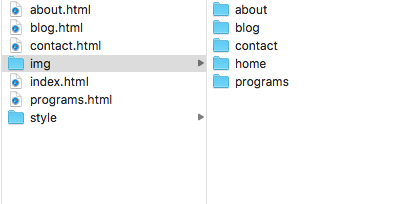 about.html
blog.html
contact.html
img
index.html
programs.html
style
about
blog
contact
home
programs